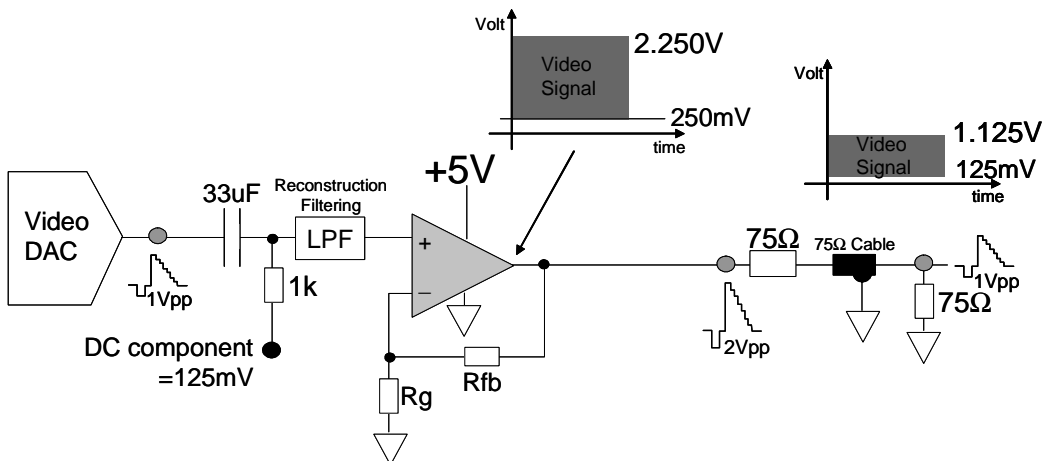 Volt
2.250V
Video
Signal
250mV
time
Volt
1.125V
Video
Signal
125mV
time
+5V
33uF
Reconstruction
Filtering
Video
DAC
LPF
+
75Ω
75Ω Cable
1Vpp
1k
−
1Vpp
75Ω
2Vpp
DC component
=125mV
Rfb
Rg